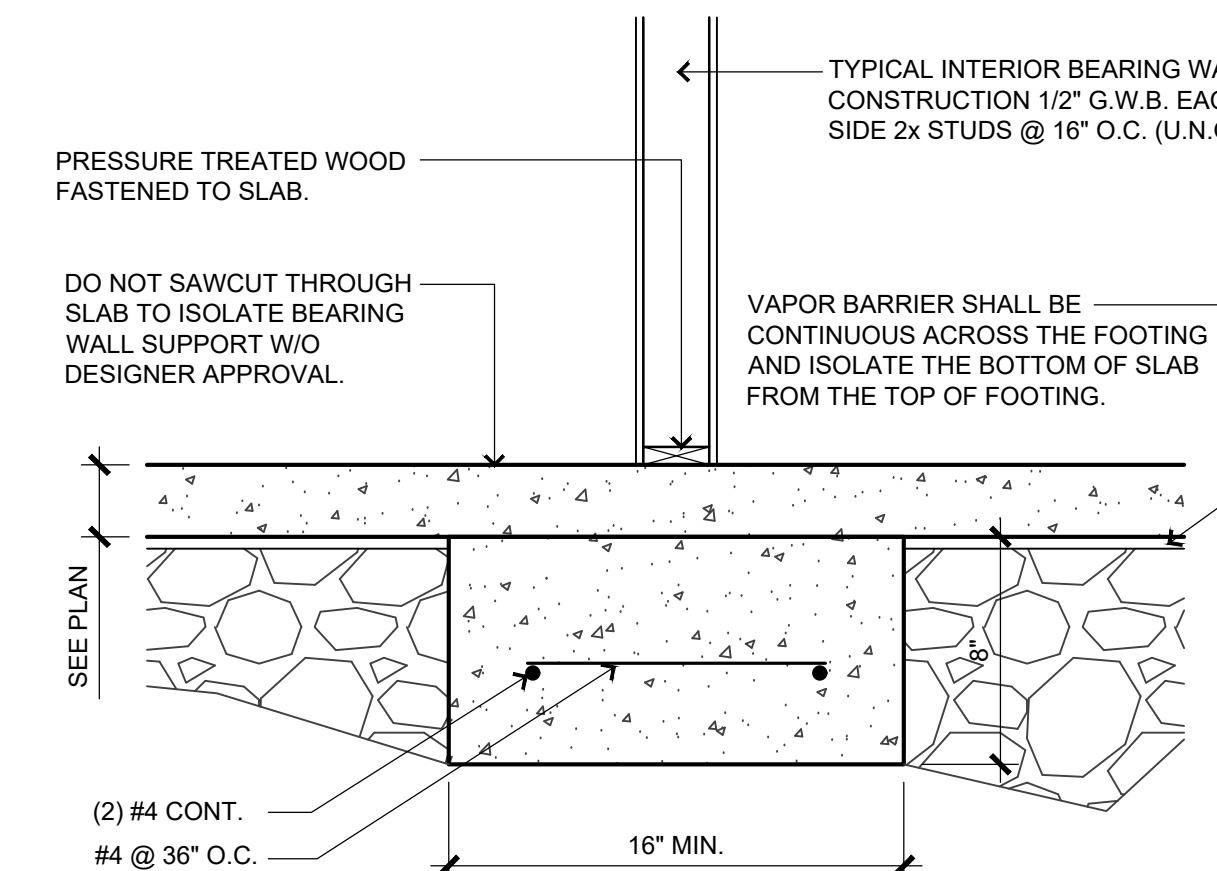 TYPICAL INTERIOR BEARING
CONSTRUCTION 1/2" G.W.B.
SIDE 2x STUDS @ 16" O.C.
PRESSURE TREATED WOOD
FASTENED TO SLAB.
DO NOT SAWCUT THROUGH
SLAB TO ISOLATE BEARING
WALL SUPPORT W/O
DESIGNER APPROVAL.
VAPOR BARRIER SHALL BE
CONTINUOUS ACROSS THE FOOTING
AND ISOLATE THE BOTTOM OF SLAB
FROM THE TOP OF FOOTING.
SEE PLAN
8"
(2) #4 CONT.
#4 @ 36" O.C.
16" MIN.